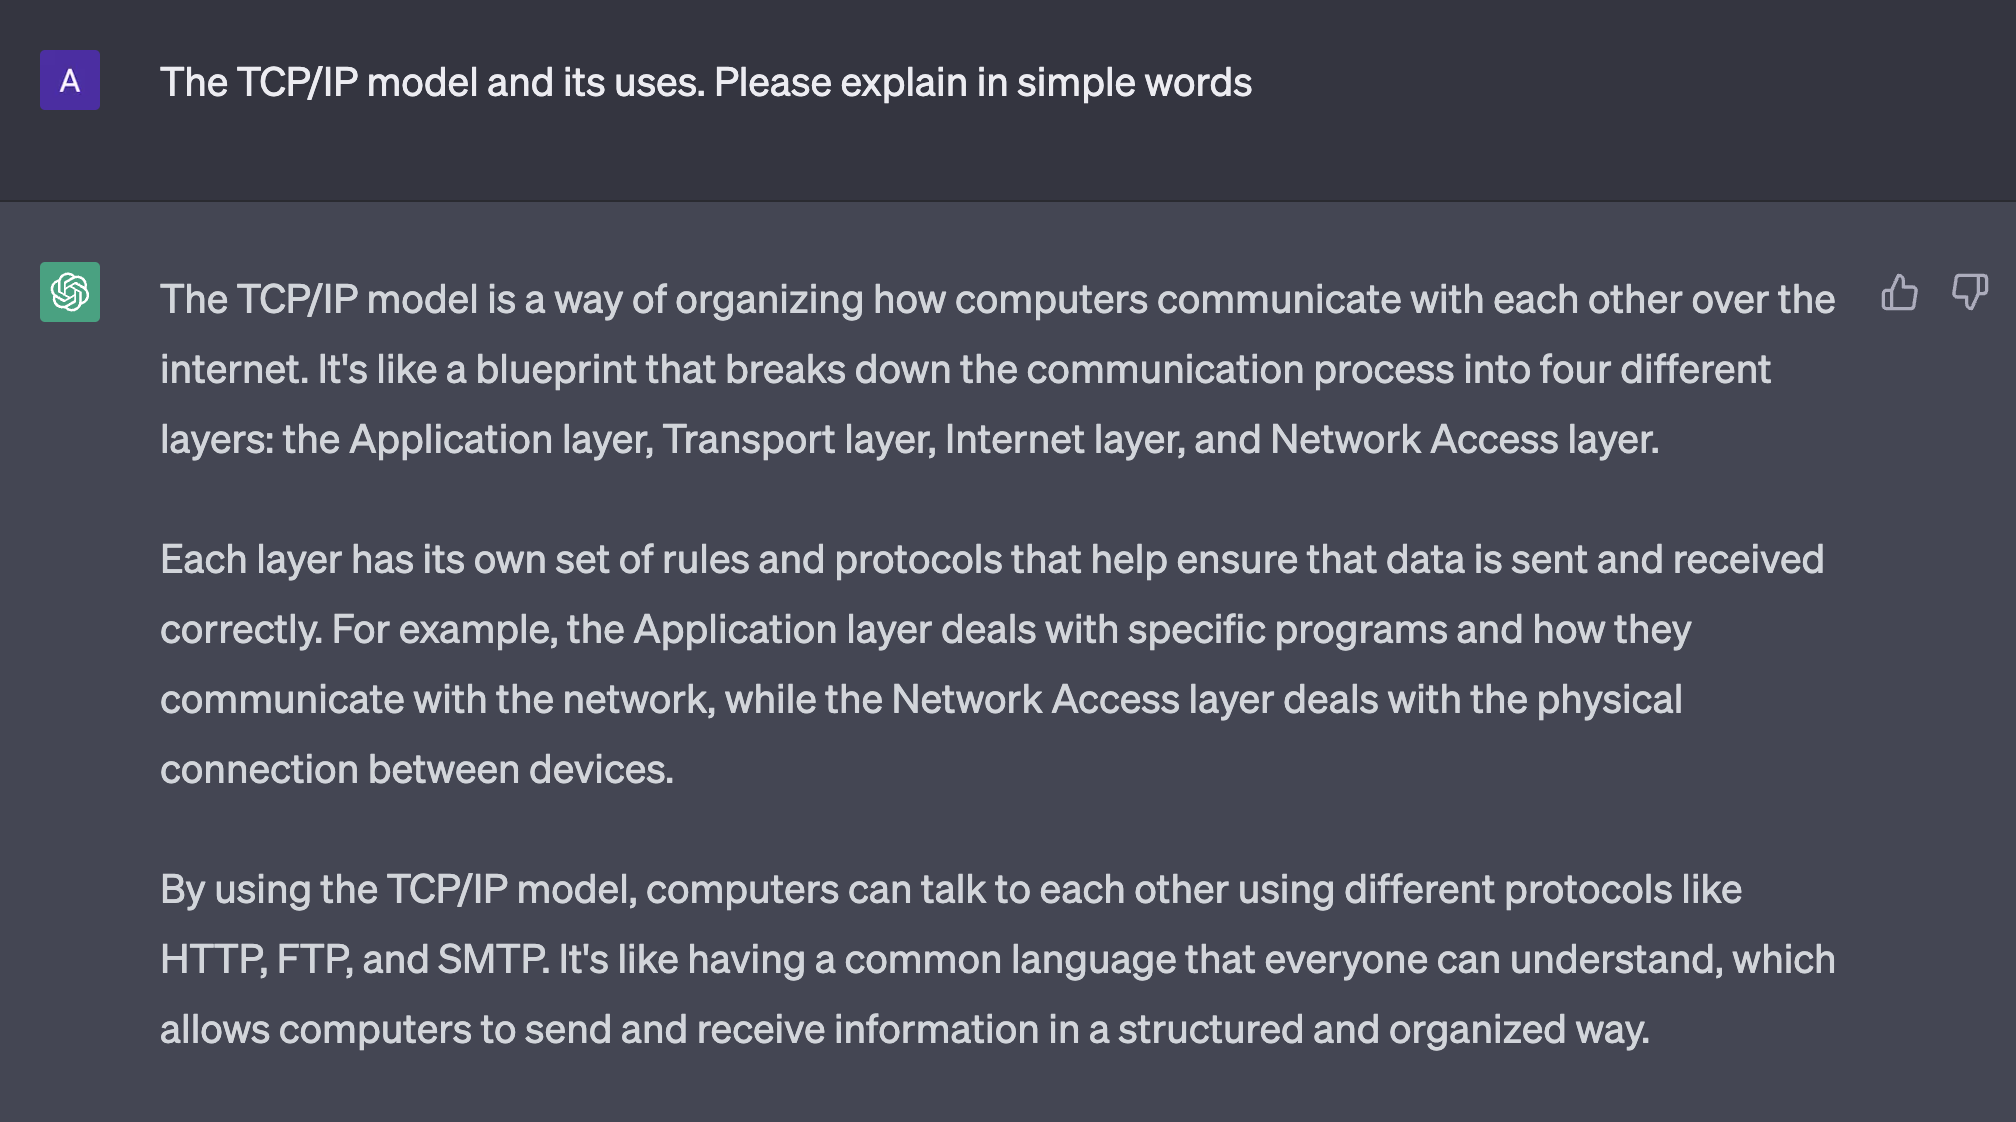 A
The TCP/IP model and its uses. Please explain in simple words
The TCP/IP model is a way of organizing how computers communicate with each other over the
internet. It's like a blueprint that breaks down the communication process into four different
layers: the Application layer, Transport layer, Internet layer, and Network Access layer.
Each layer has its own set of rules and protocols that help ensure that data is sent and received
correctly. For example, the Application layer deals with specific programs and how they
communicate with the network, while the Network Access layer deals with the physical
connection between devices.
By using the TCP/IP model, computers can talk to each other using different protocols like
HTTP, FTP, and SMTP. It's like having a common language that everyone can understand, which
allows computers to send and receive information in a structured and organized way.